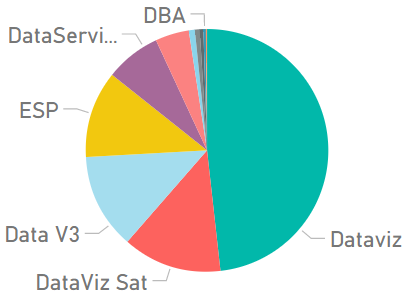 DBA
DataServi...
ESP
Data V3
DataViz Sat
Dataviz